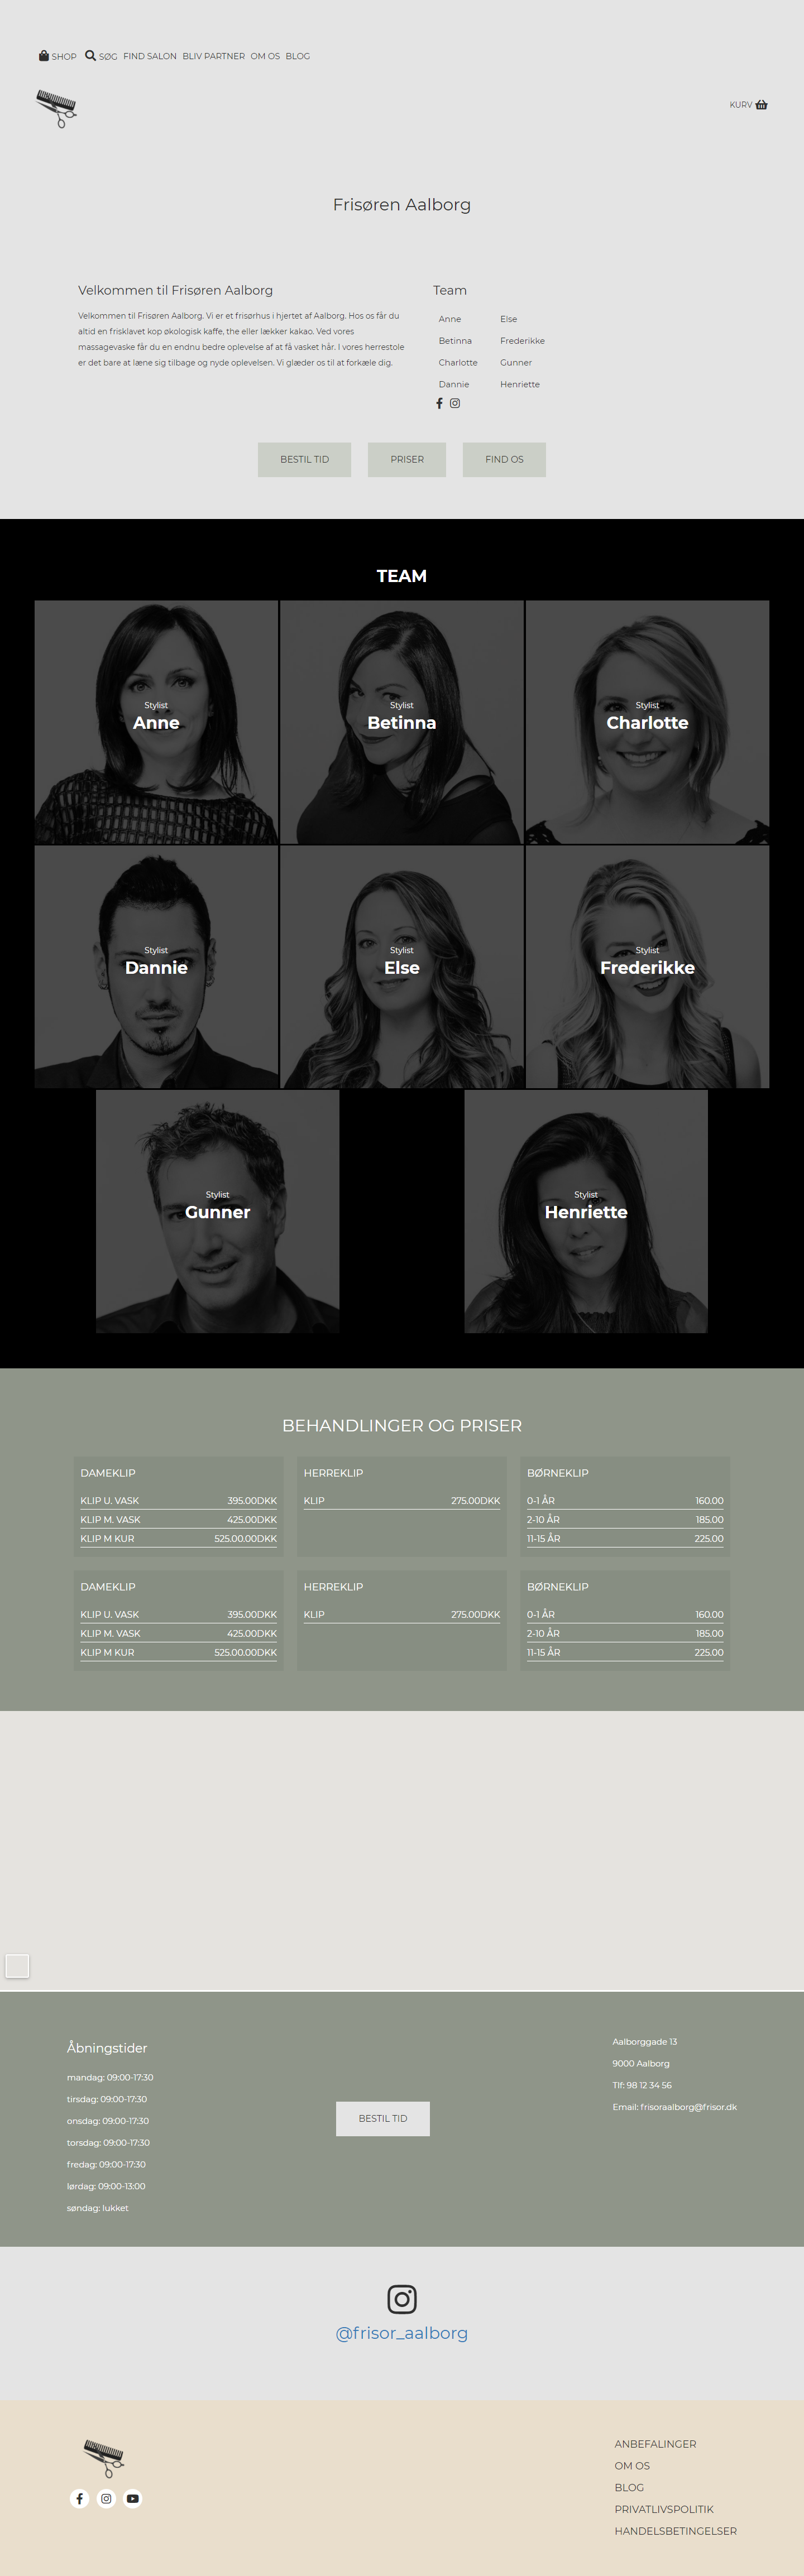 SHOP SØG FIND SALON BLIV PARTNER OM OS BLOG
KURV
Frisøren Aalborg
Velkommen til Frisøren Aalborg
Velkommen til Frisøren Aalborg. Vi er et frisørhus i hjertet af Aalborg. Hos os får du
altid en frisklavet kop økologisk kaffe, the eller lækker kakao. Ved vores
massagevaske får du en endnu bedre oplevelse af at få vasket hår. I vores herrestole
er det bare at læne sig tilbage og nyde oplevelsen. Vi glæder os til at forkæle dig.
Team
Anne Else
Betinna Frederikke
Charlotte Gunner
Dannie Henriette
BESTIL TID PRISER FIND OS
TEAM
Stylist
Anne
Stylist
Betinna
Stylist
Charlotte
Stylist
Dannie
Stylist
Else
Stylist
Frederikke
Stylist
Gunner
Stylist
Henriette
BEHANDLINGER OG PRISER
DAMEKLIP
KLIP U. VASK 395.00DKK
KLIP M. VASK 425.00DKK
KLIP M KUR 525.00.00DKK
HERREKLIP
KLIP 275.00DKK
BØRNEKLIP
0-1 ÅR 160.00
2-10 ÅR 185.00
11-15 ÅR 225.00
DAMEKLIP
KLIP U. VASK 395.00DKK
KLIP M. VASK 425.00DKK
KLIP M KUR 525.00.00DKK
HERREKLIP
KLIP 275.00DKK
BØRNEKLIP
0-1 ÅR 160.00
2-10 ÅR 185.00
11-15 ÅR 225.00
Åbningstider
mandag: 09:00-17:30
tirsdag: 09:00-17:30
onsdag: 09:00-17:30
torsdag: 09:00-17:30
fredag: 09:00-17:30
lørdag: 09:00-13:00
søndag: lukket
BESTIL TID
Aalborggade 13
9000 Aalborg
Tlf: 98 12 34 56
Email: frisoraalborg@frisor.dk
@frisor_aalborg
ANBEFALINGER
OM OS
BLOG
PRIVATLIVSPOLITIK
HANDELSBETINGELSER